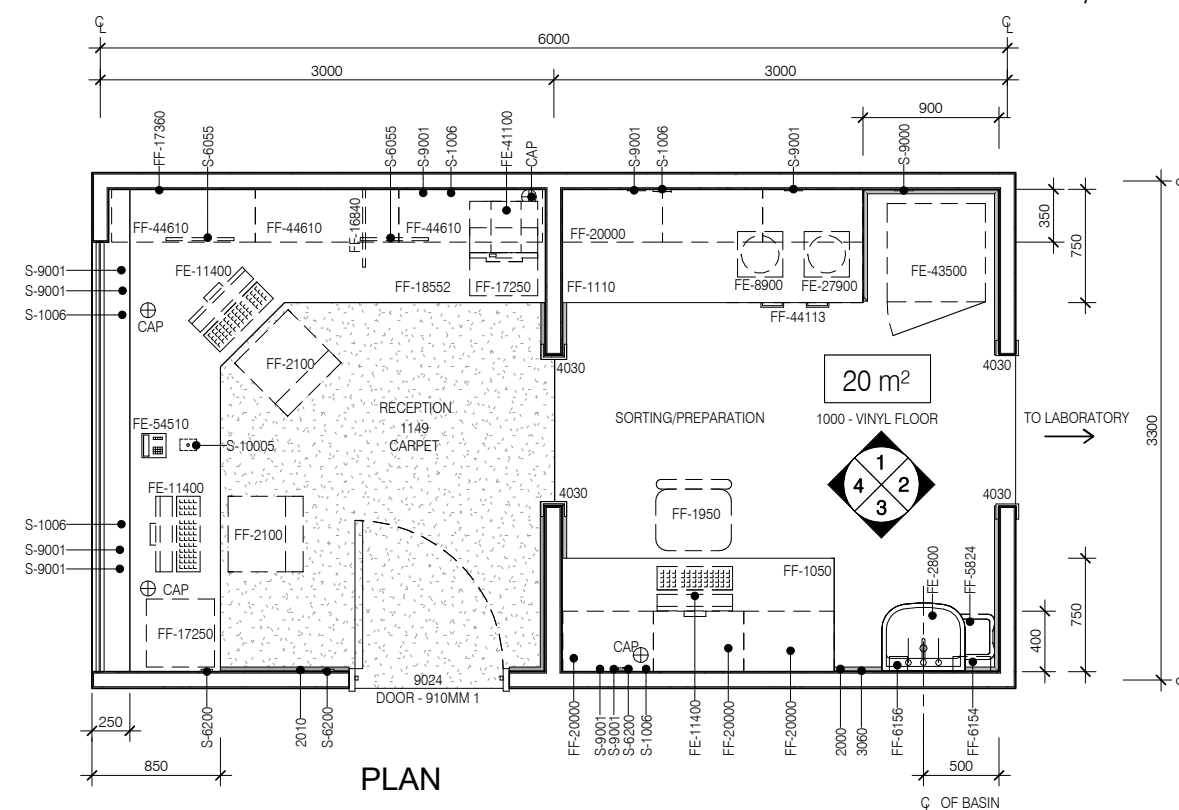 ℄
℄
6000
3000
3000
900
FF-17360
S-6055
S-6055
S-9001
S-1006
FE-41100
CAP
S-9001
S-1006
S-9001
S-9000
350
750
FF-44610
FF-44610
FF-16840
FF-44610
FF-20000
FE-43500
S-9001
FE-11400
S-9001
FF-18552
FF-17250
FF-1110
FE-8900
FE-27900
S-1006
CAP
FF-44113
FF-2100
4030
4030
20 m²
RECEPTION
1149
CARPET
SORTING/PREPARATION
1000 - VINYL FLOOR
TO LABORATORY
3300
FE-54510
S-10005
1
4
2
3
FE-11400
4030
4030
S-1006
FF-2100
FF-1950
S-9001
S-9001
CAP
FF-1050
FE-2800
FF-5824
750
400
FF-17250
CAP
9024
DOOR - 910MM 1
250
S-6200
2010
S-6200
FF-20000
S-9001
S-9001
S-6200
S-1006
FE-11400
FF-20000
FF-20000
2000
3060
FF-6156
FF-6154
850
PLAN
500
℄ OF BASIN